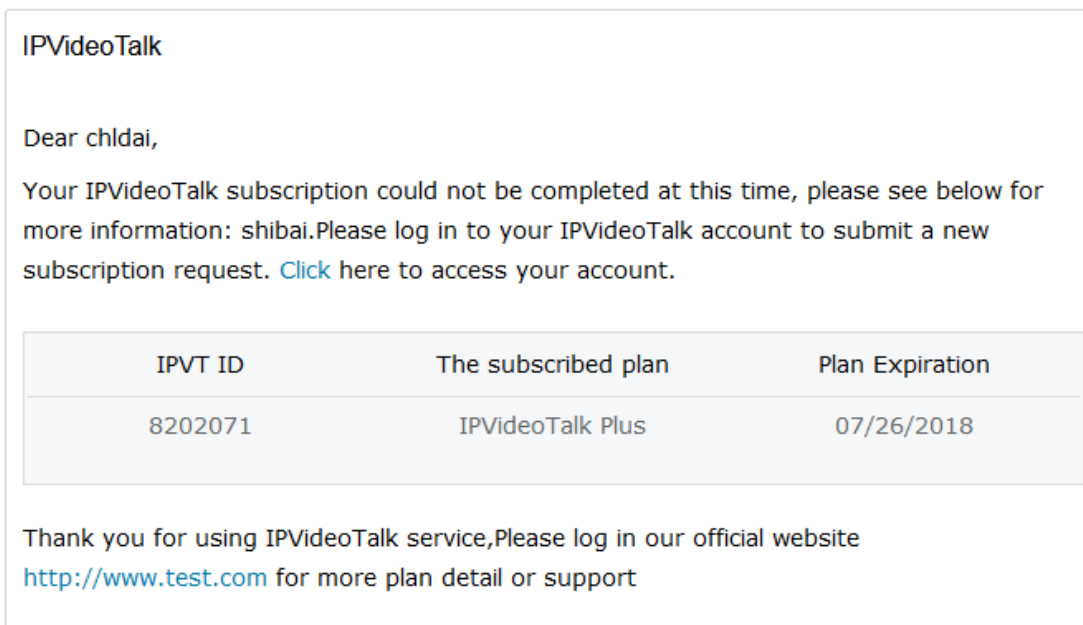 IPVideoTalk
Dear chldai,
Your IPVideoTalk subscription could not be completed at this time, please see below for
more information: shibai.Please log in to your IPVideoTalk account to submit a new
subscription request. Click here to access your account.
IPVT ID The subscribed plan Plan Expiration
8202071 IPVideoTalk Plus 07/26/2018
Thank you for using IPVideoTalk service,Please log in our official website
http://www.test.com for more plan detail or support